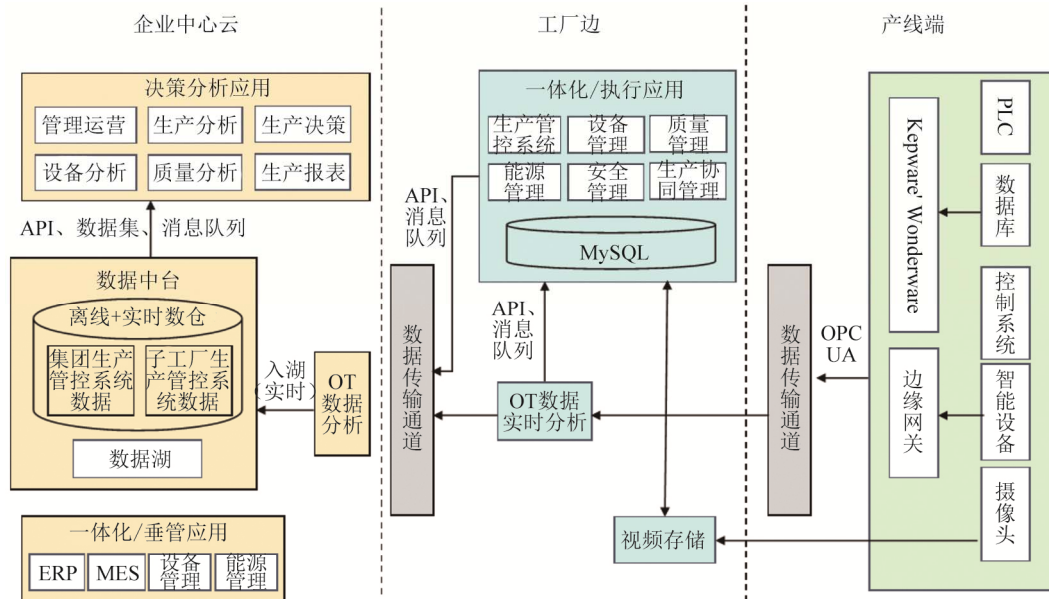 企业中心云
工厂边
产线端
决策分析应用
管理运营
生产分析
生产决策
设备分析
质量分析
生产报表
API、数据集、消息队列
数据中台
离线+实时数仓
集团生产
管控系统
数据
子工厂生
产管控系
统数据
数据湖
入湖
(实时)
OT
数据
分析
一体化/垂管应用
ERP
MES
设备
管理
能源
管理
数据传输通道
API、
消息
队列
一体化/执行应用
生产管
控系统
设备
管理
质量
管理
能源
管理
安全
管理
生产协
同管理
MySQL
API、
消息
队列
OT数据
实时分析
视频存储
数据传输通道
OPC
UA
Kepware' Wonderware
边缘网关
PLC
数据库
控制系统
智能设备
摄像头